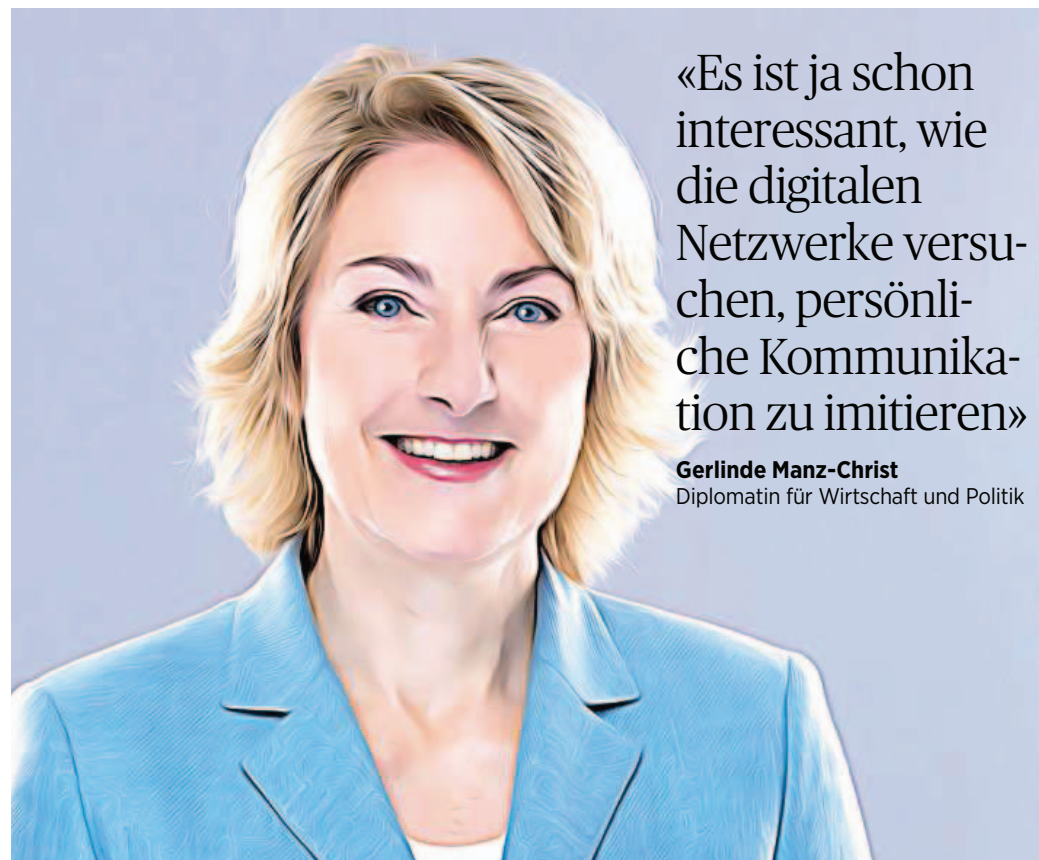 «Es ist ja schon
interessant, wie
die digitalen
Netzwerke versu-
chen, persönli-
che Kommunika-
tion zu imitieren»
Gerlinde Manz-Christ
Diplomatin für Wirtschaft und Politik